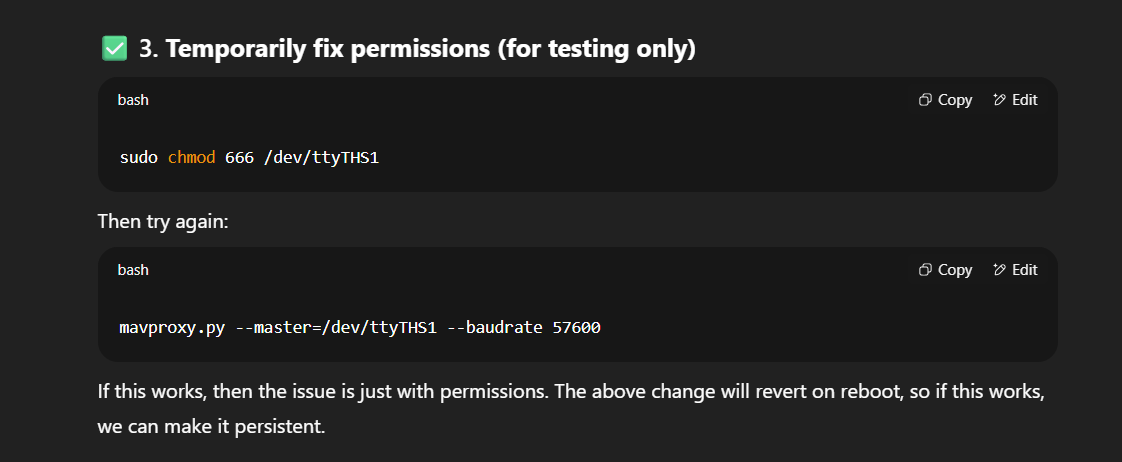 ✅ 3. Temporarily fix permissions (for testing only)
bash Copy Edit
sudo chmod 666 /dev/ttyTHS1
Then try again:
bash Copy Edit
mavproxy.py --master=/dev/ttyTHS1 --baudrate 57600
If this works, then the issue is just with permissions. The above change will revert on reboot, so if this works,
we can make it persistent.